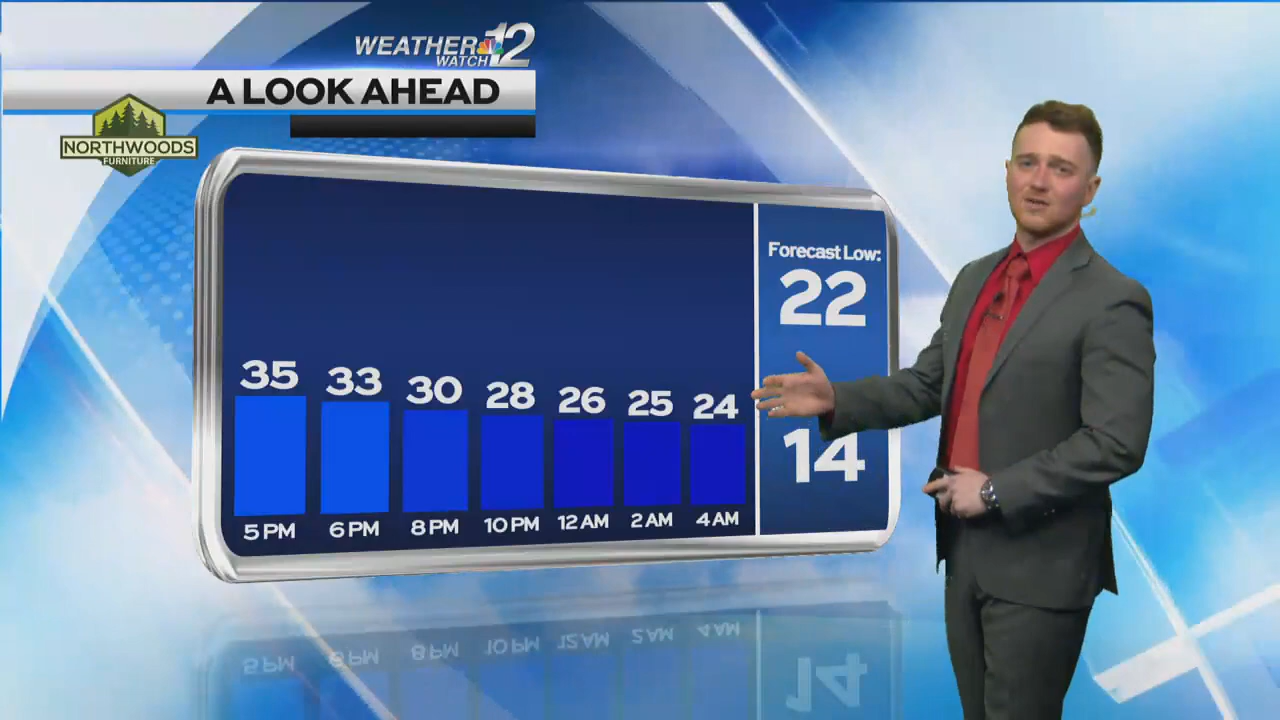 WEATHER
WATCH 12
A LOOK AHEAD
NORTHWOODS
FURNITURE
Forecast Low:
22
14
35 33 30 28 26 25 24
5 PM 6 PM 8 PM 10 PM 12 AM 2 AM 4 AM